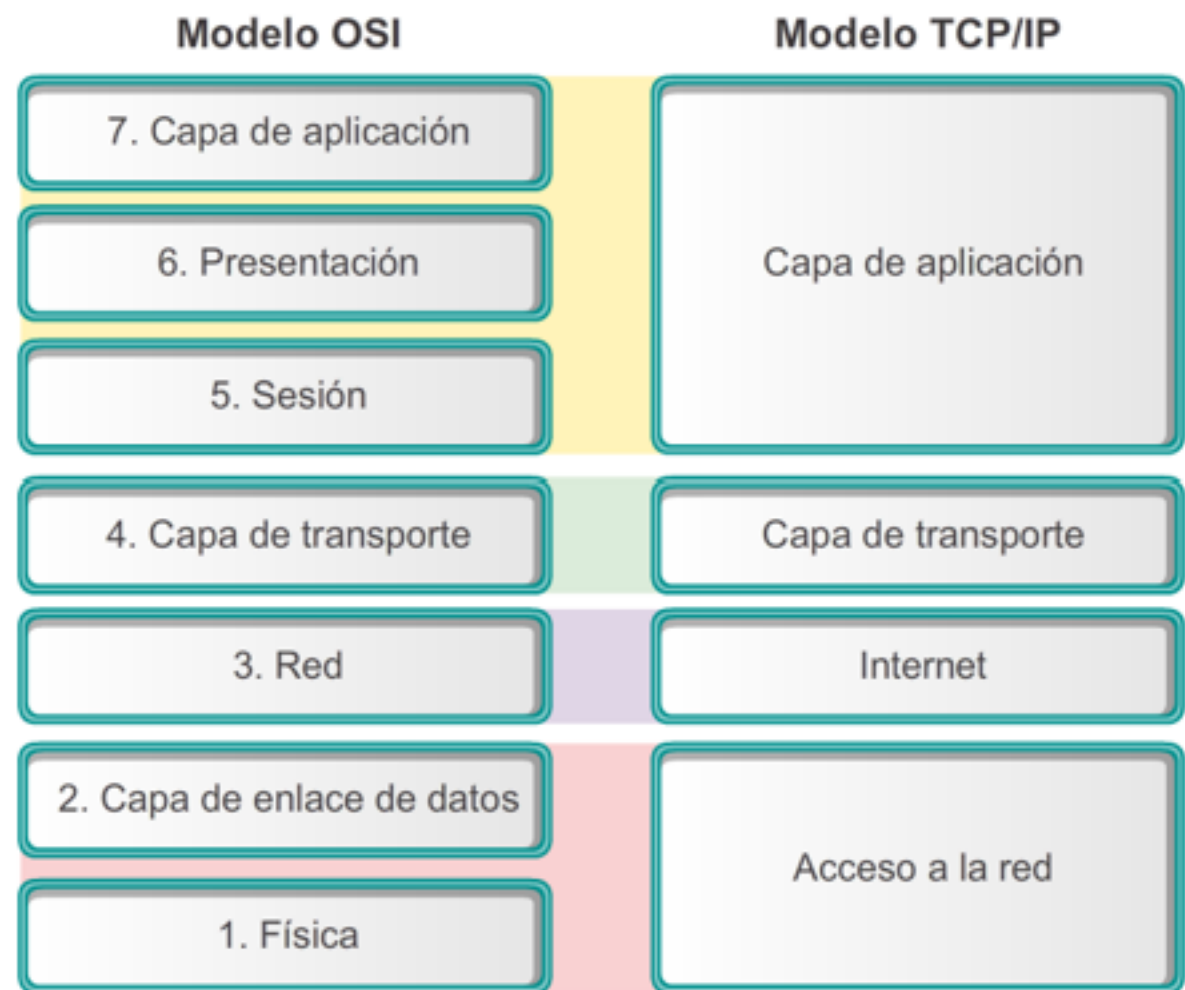 Modelo OSI
Modelo TCP/IP
7. Capa de aplicación
6. Presentación
5. Sesión
Capa de aplicación
4. Capa de transporte
Capa de transporte
3. Red
Internet
2. Capa de enlace de datos
1. Física
Acceso a la red